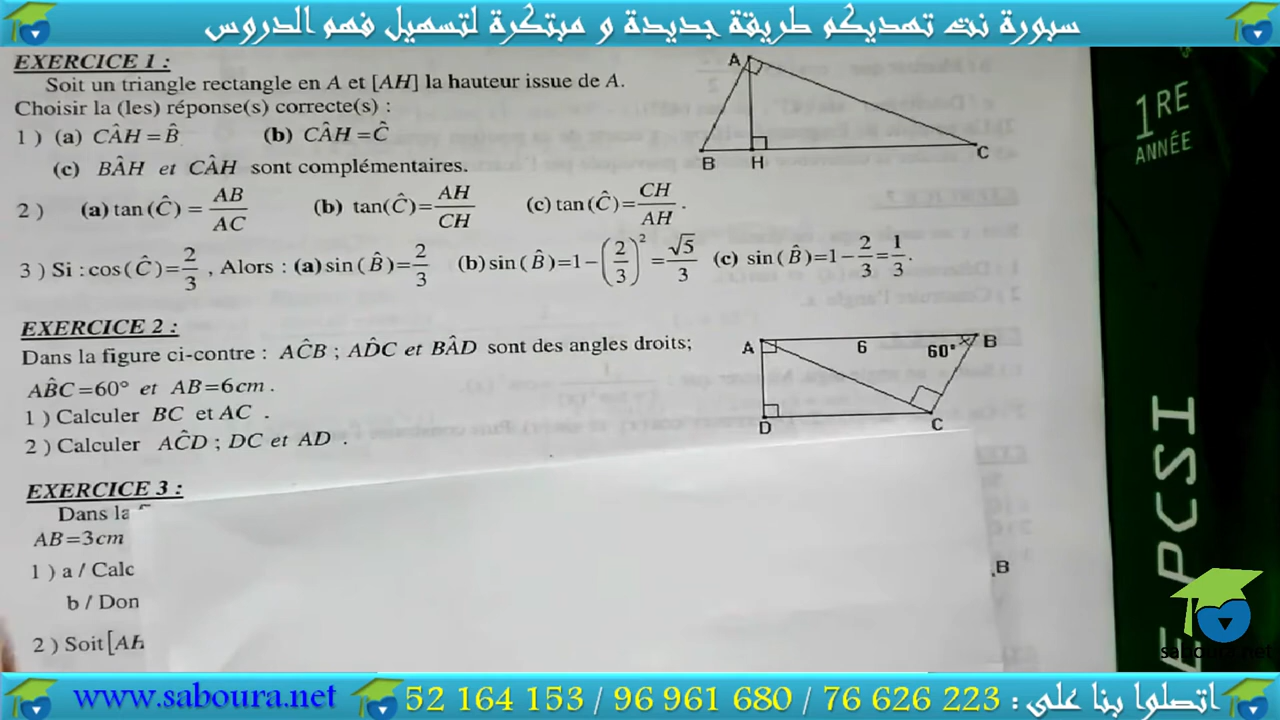 سبورة نت تهديكم طريقة جديدة و مبتكرة لتسهيل فهم الدروس
EXERCICE 1 :
Soit un triangle rectangle en A et [AH] la hauteur issue de A.
Choisir la (les) réponse(s) correcte(s) :
1 ) (a) CÂH = B̂ (b) CÂH = Ĉ
(c) BÂH et CÂH sont complémentaires.
2 ) (a) tan (Ĉ) = AB/AC (b) tan(Ĉ) = AH/CH (c) tan(Ĉ) = CH/AH .
3 ) Si : cos(Ĉ) = 2/3 , Alors : (a) sin(B̂) = 2/3 (b) sin(B̂) = 1 − (2/3)² = √5/3 (c) sin(B̂) = 1 − 2/3 = 1/3.
A
B
H
C
EXERCICE 2 :
Dans la figure ci-contre : AĈB ; AD̂C et BÂD sont des angles droits;
AB̂C = 60° et AB = 6cm .
1 ) Calculer BC et AC .
2 ) Calculer AĈD ; DC et AD .
A
6
60°
B
D
C
EXERCICE 3 :
Dans la
AB = 3cm
1 ) a / Calc
b / Don
2 ) Soit [AH
B
1RE
ANNÉE
E PCSI
saboura.net
www.saboura.net
52 164 153 / 96 961 680 / 76 626 223 : اتصلوا بنا على